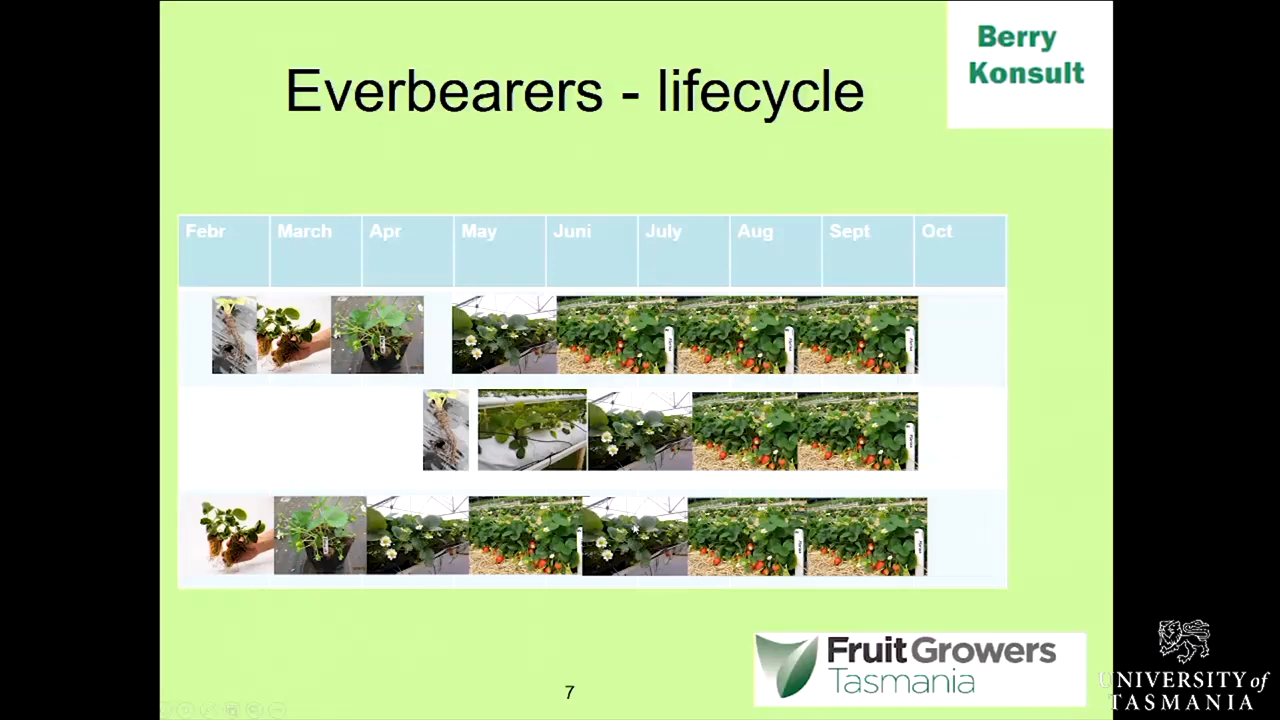 Berry
Konsult
Everbearers - lifecycle
Febr March Apr May Juni July Aug Sept Oct
Fruit Growers
Tasmania
7
UNIVERSITY of
TASMANIA